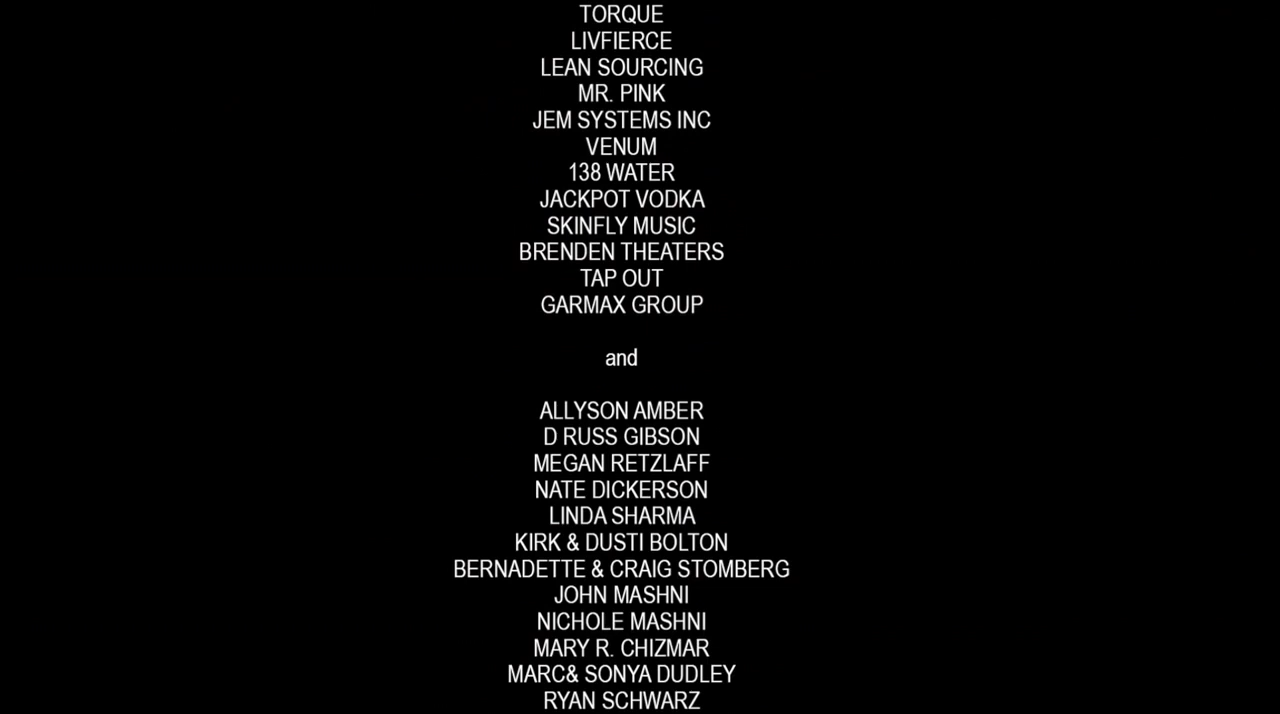 TORQUE
LIVFIERCE
LEAN SOURCING
MR. PINK
JEM SYSTEMS INC
VENUM
138 WATER
JACKPOT VODKA
SKINFLY MUSIC
BRENDEN THEATERS
TAP OUT
GARMAX GROUP
and
ALLYSON AMBER
D RUSS GIBSON
MEGAN RETZLAFF
NATE DICKERSON
LINDA SHARMA
KIRK & DUSTI BOLTON
BERNADETTE & CRAIG STOMBERG
JOHN MASHNI
NICHOLE MASHNI
MARY R. CHIZMAR
MARC& SONYA DUDLEY
RYAN SCHWARZ